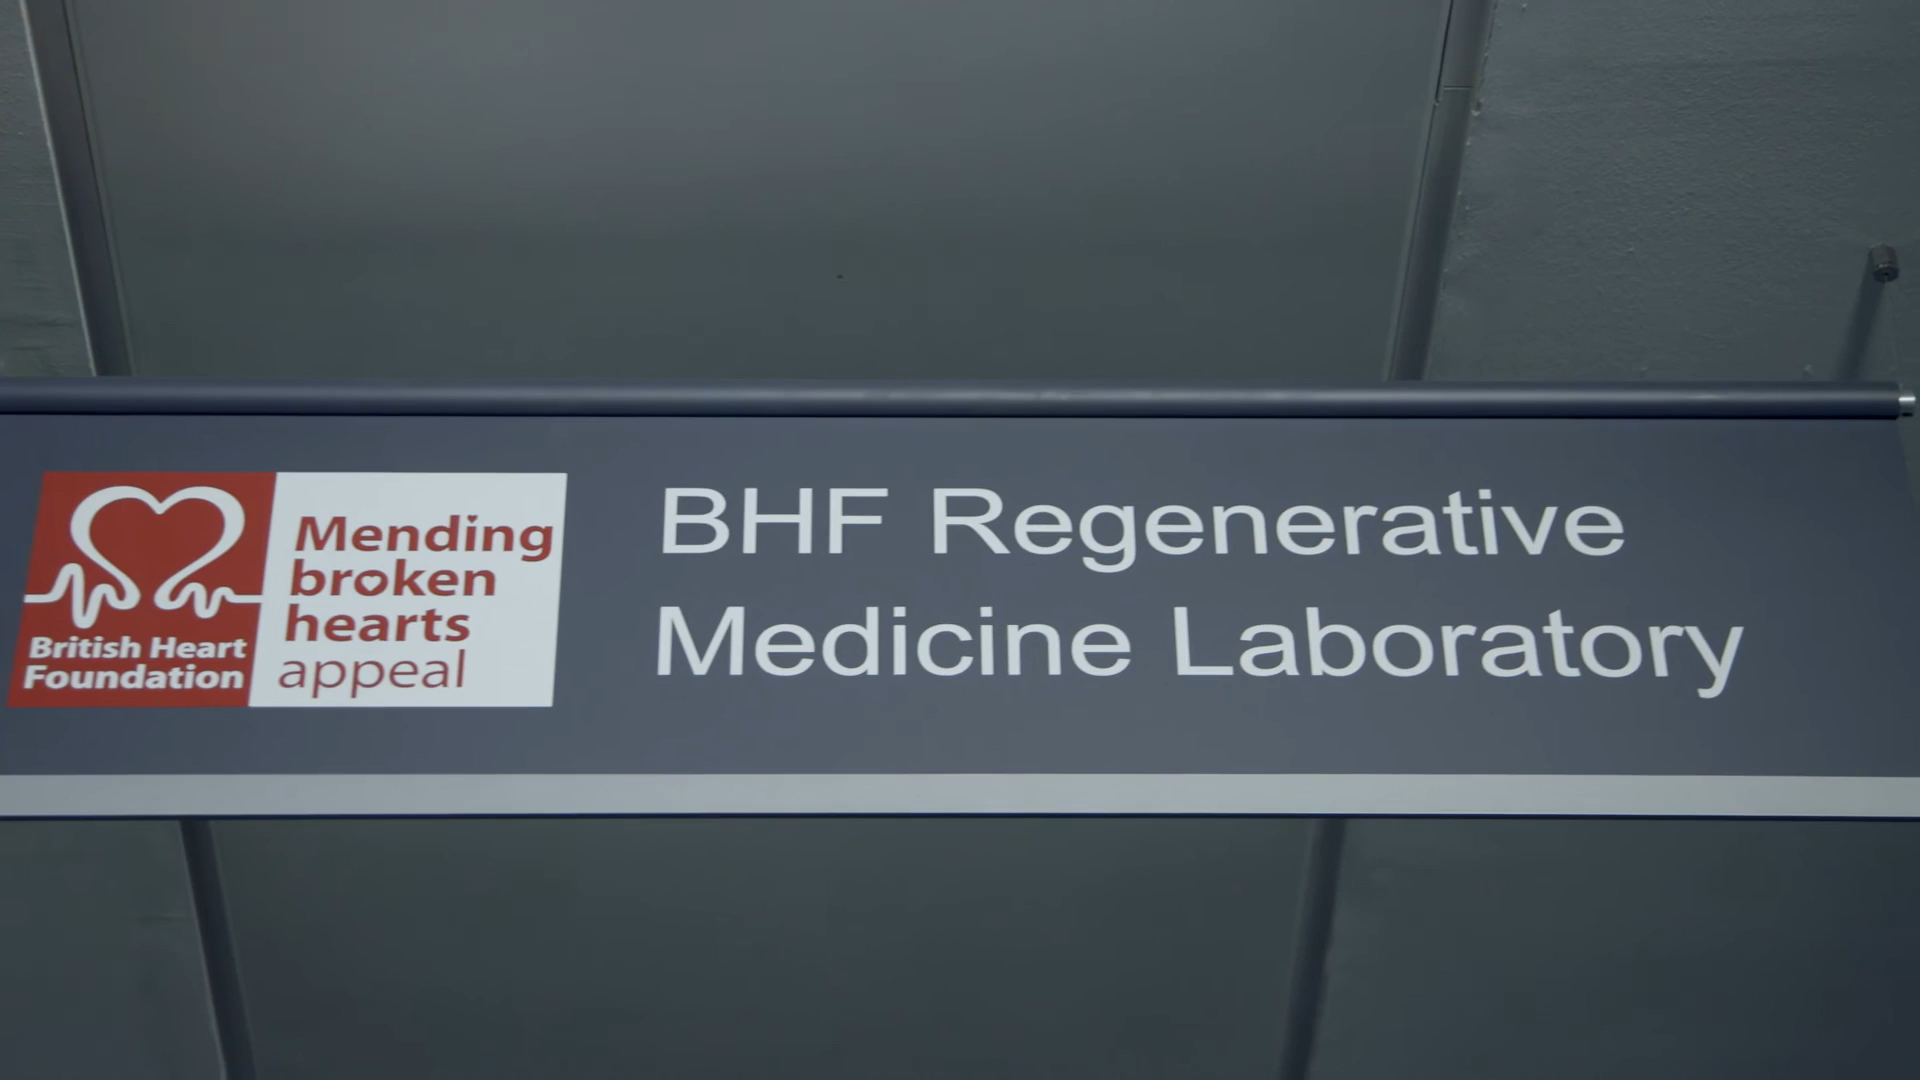 British Heart
Foundation
Mending
broken
hearts
appeal
BHF Regenerative
Medicine Laboratory